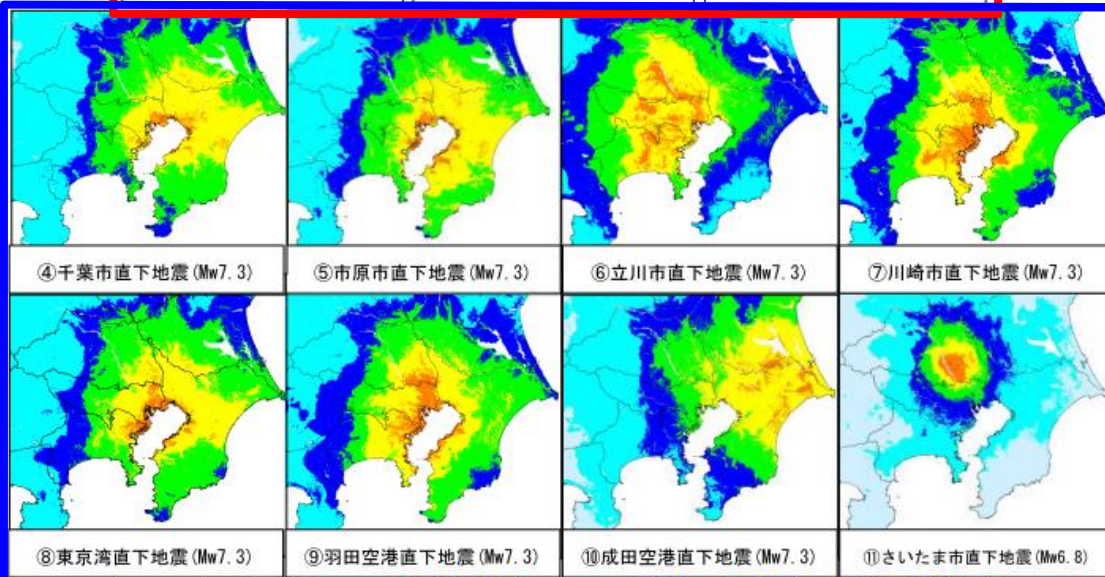 ④千葉市直下地震(Mw7.3)
⑤市原市直下地震(Mw7.3)
⑥立川市直下地震(Mw7.3)
⑦川崎市直下地震(Mw7.3)
⑧東京湾直下地震(Mw7.3)
⑨羽田空港直下地震(Mw7.3)
⑩成田空港直下地震(Mw7.3)
⑪さいたま市直下地震(Mw6.8)